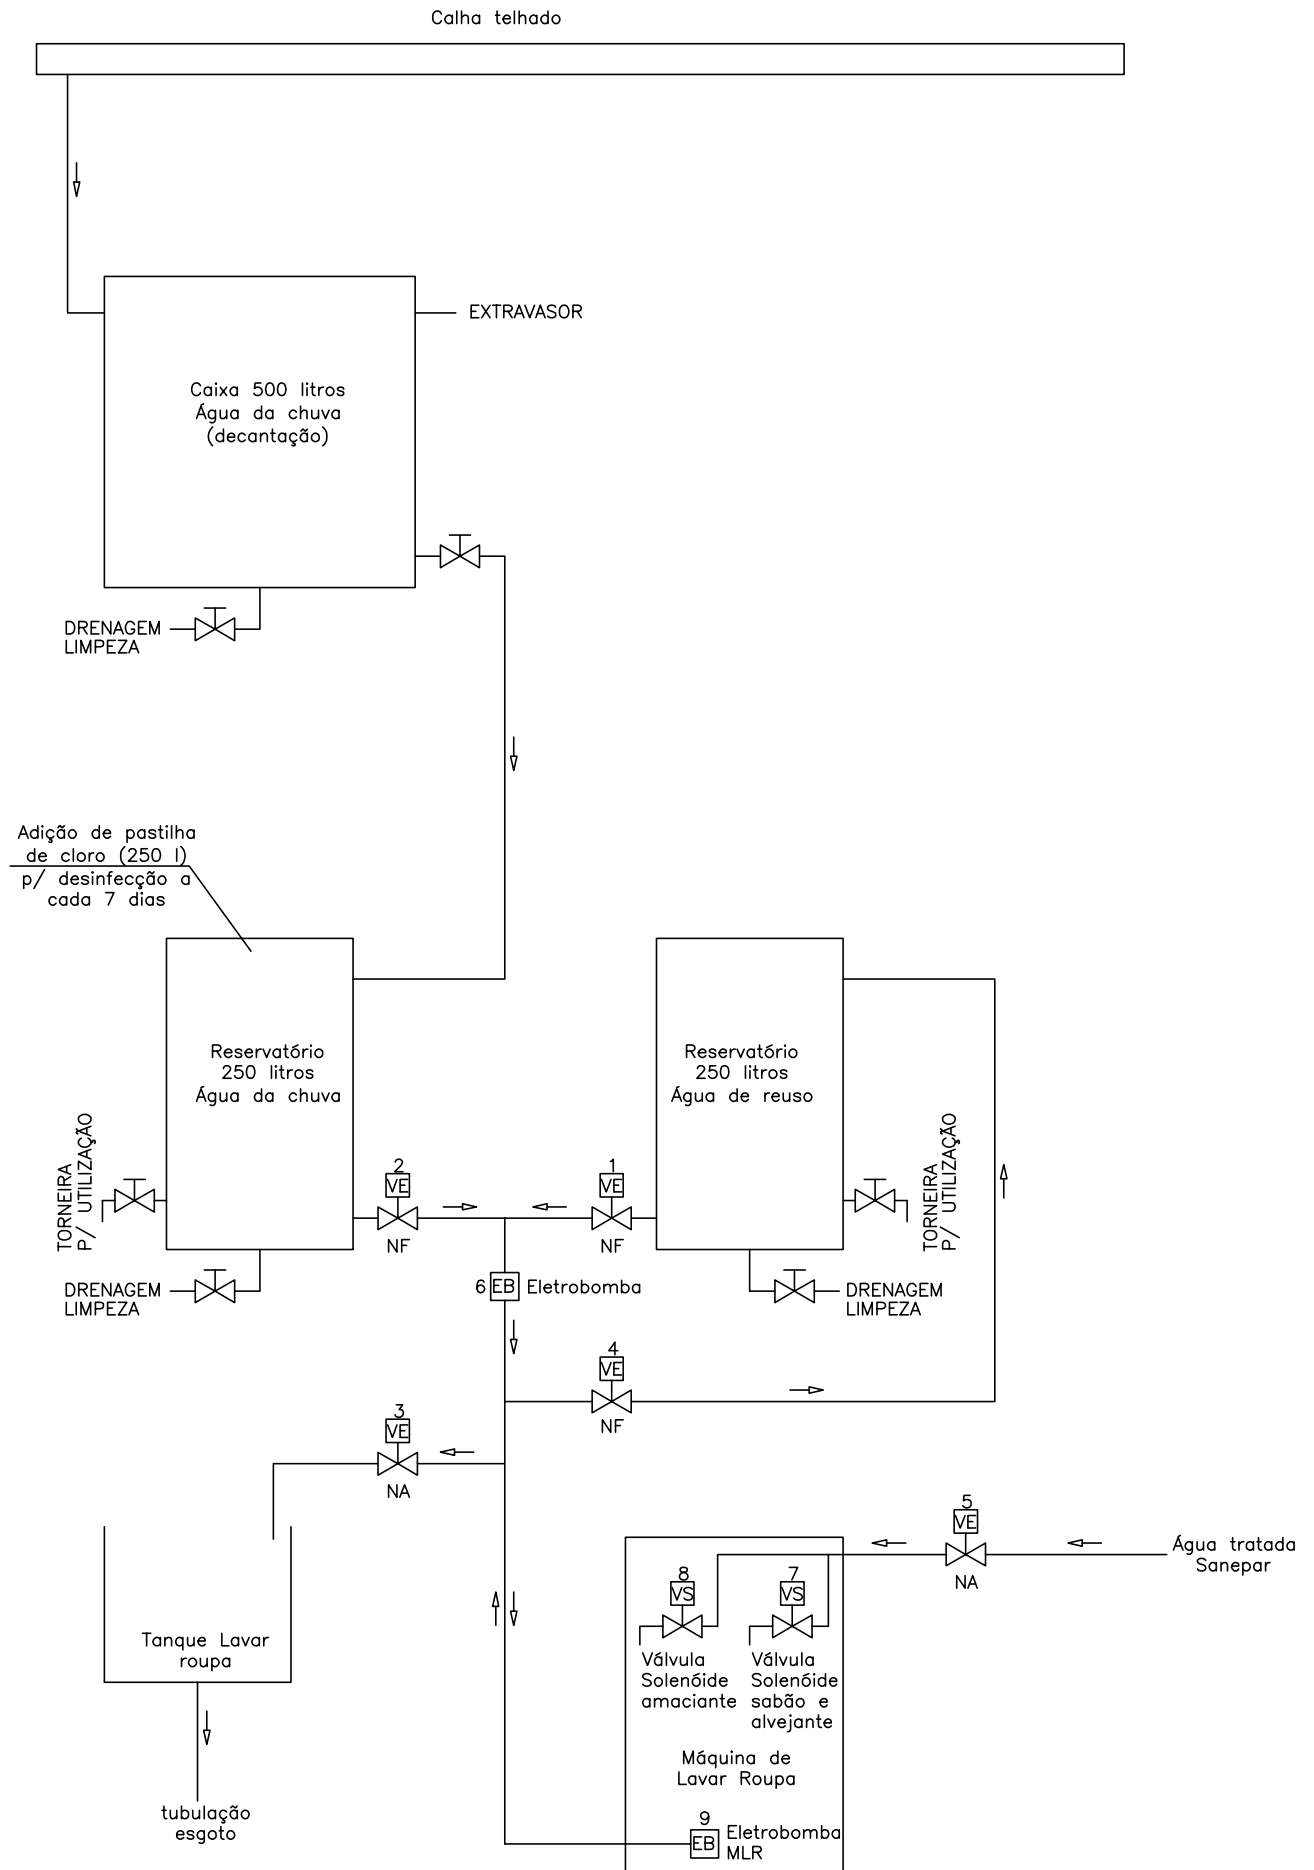 Calha telhado
EXTRAVASOR
Caixa 500 litros
Água da chuva
(decantação)
DRENAGEM
LIMPEZA
Adição de pastilha
de cloro (250 l)
p/ desinfecção a
cada 7 dias
Reservatório
250 litros
Água da chuva
Reservatório
250 litros
Água de reuso
TORNEIRA
P/ UTILIZAÇÃO
2
VE
NF
1
VE
NF
TORNEIRA
P/ UTILIZAÇÃO
DRENAGEM
LIMPEZA
6 EB Eletrobomba
DRENAGEM
LIMPEZA
4
VE
NF
3
VE
NA
5
VE
NA
Água tratada
Sanepar
8
VS
7
VS
Válvula
Solenóide
amaciante
Válvula
Solenóide
sabão e
alvejante
Tanque Lavar
roupa
Máquina de
Lavar Roupa
tubulação
esgoto
9
EB
Eletrobomba
MLR